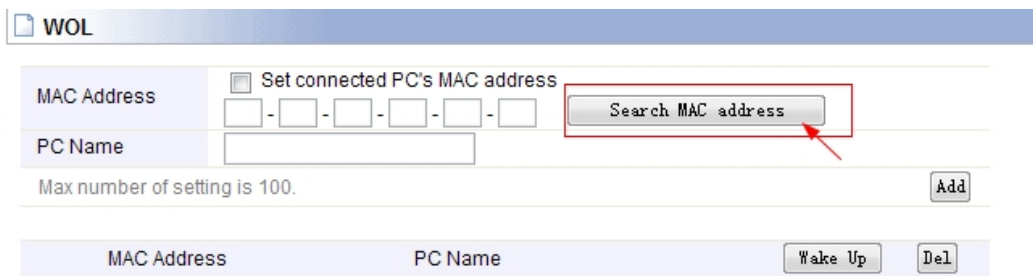 WOL
Set connected PC's MAC address
MAC Address
- - - - - Search MAC address
PC Name
Max number of setting is 100. Add
MAC Address PC Name Wake Up Del